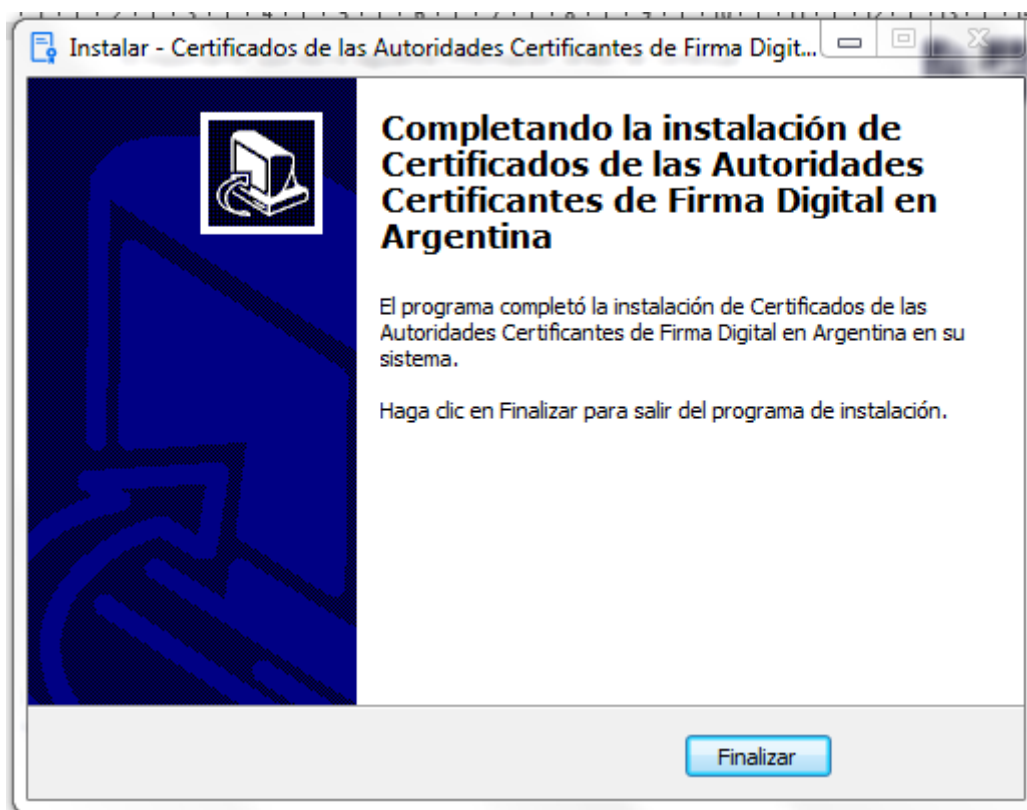 Instalar - Certificados de las Autoridades Certificantes de Firma Digit...
Completando la instalación de
Certificados de las Autoridades
Certificantes de Firma Digital en
Argentina
El programa completó la instalación de Certificados de las
Autoridades Certificantes de Firma Digital en Argentina en su
sistema.
Haga clic en Finalizar para salir del programa de instalación.
Finalizar